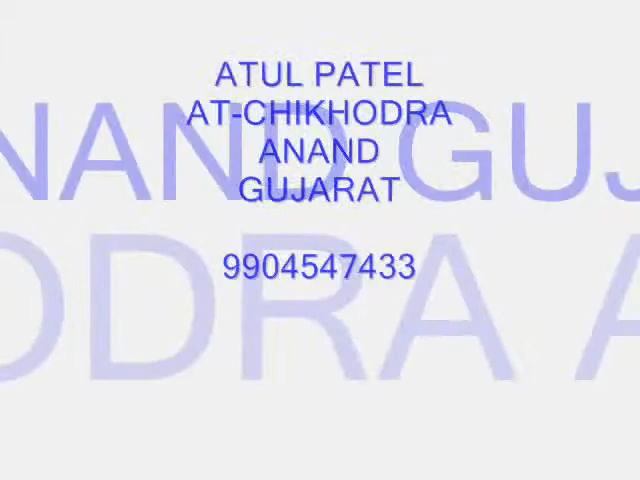 ATUL PATEL
AT-CHIKHODRA
ANAND
GUJARAT
9904547433
NAND GUJ
ODRA A